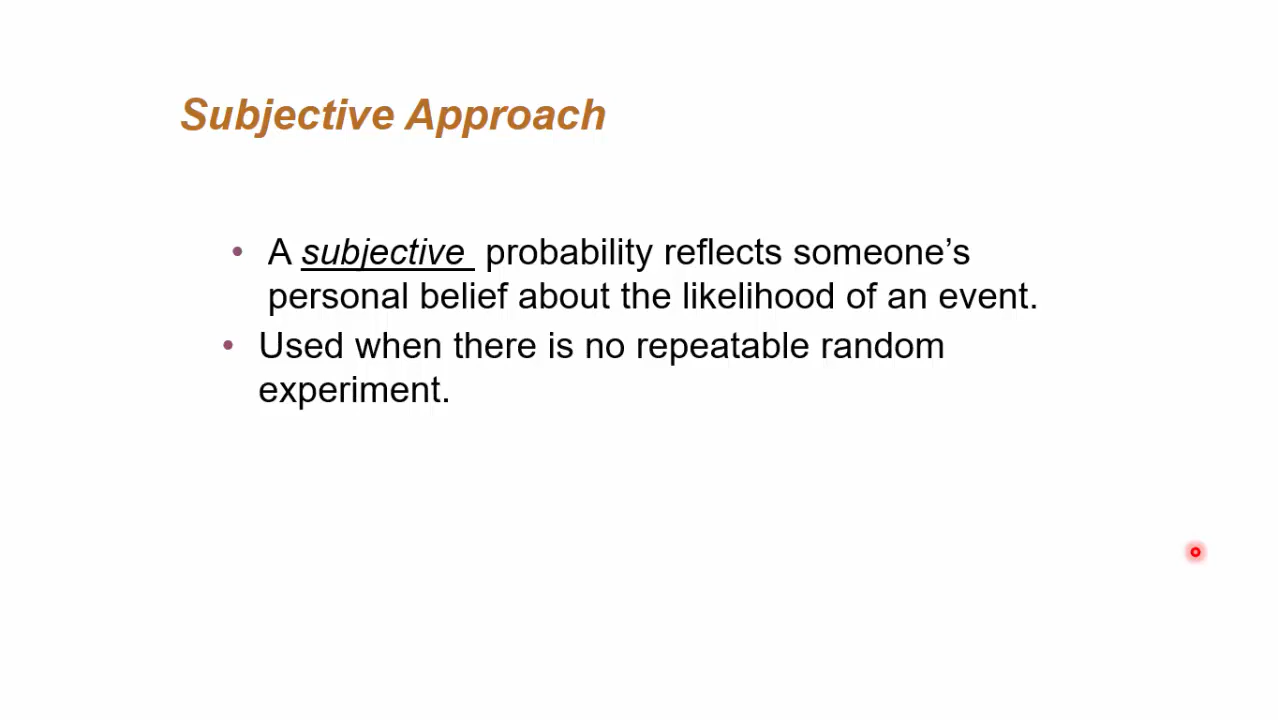 Subjective Approach
• A subjective probability reflects someone’s
personal belief about the likelihood of an event.
• Used when there is no repeatable random
experiment.